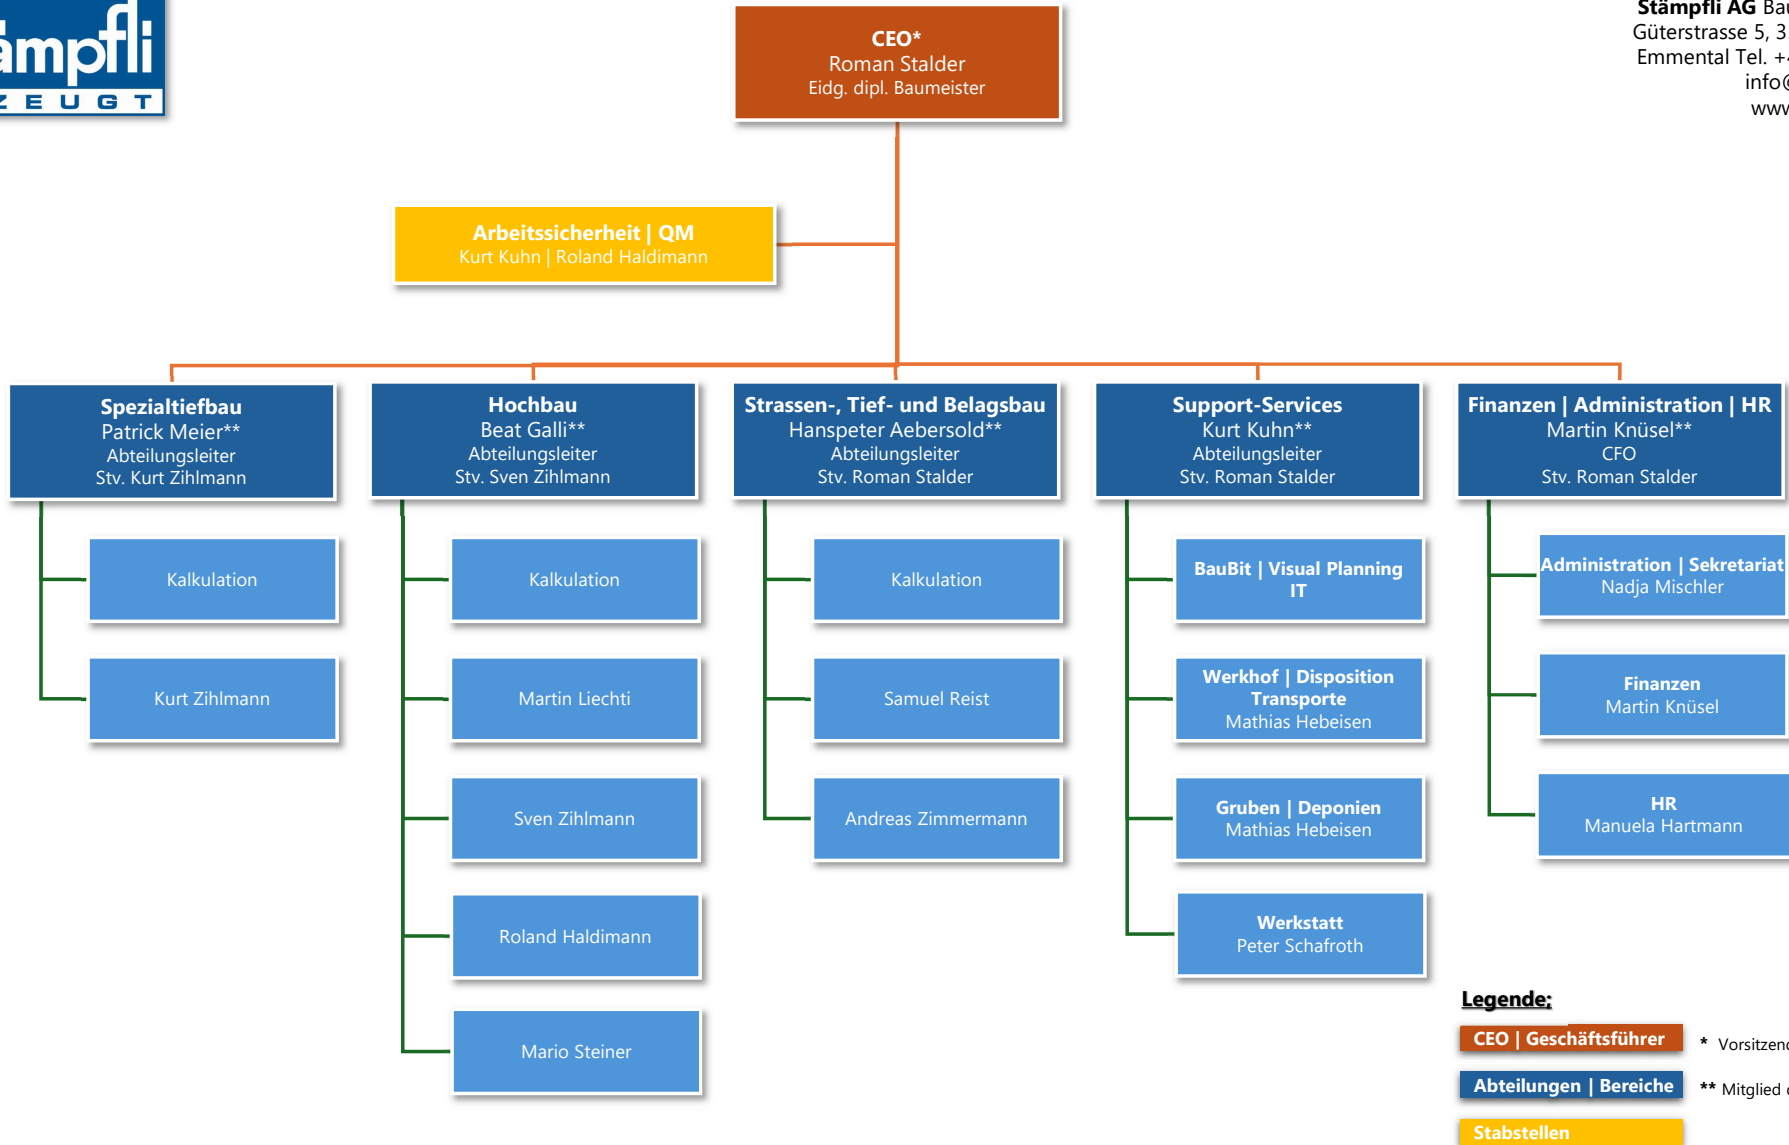 ämpfli
ZEUGT
CEO*
Roman Stalder
Eidg. dipl. Baumeister
Stämpfli AG
Güterstrasse 5, 3
Emmental Tel.
info@
www
Arbeitssicherheit | QM
Kurt Kuhn | Roland Haldimann
Spezialtiefbau
Patrick Meier**
Abteilungsleiter
Stv. Kurt Zihlmann
Kalkulation
Kurt Zihlmann
Hochbau
Beat Galli**
Abteilungsleiter
Stv. Sven Zihlmann
Kalkulation
Martin Liechti
Sven Zihlmann
Roland Haldimann
Mario Steiner
Strassen-, Tief- und Belagsbau
Hanspeter Aebersold**
Abteilungsleiter
Stv. Roman Stalder
Kalkulation
Samuel Reist
Andreas Zimmermann
Support-Services
Kurt Kuhn**
Abteilungsleiter
Stv. Roman Stalder
BauBit | Visual Planning
IT
Werkhof | Disposition
Transporte
Mathias Hebeisen
Gruben | Deponien
Mathias Hebeisen
Werkstatt
Peter Schafroth
Finanzen | Administration | HR
Martin Knüsel**
CFO
Stv. Roman Stalder
Administration | Sekretariat
Nadja Mischler
Finanzen
Martin Knüsel
HR
Manuela Hartmann
Legende:
CEO | Geschäftsführer
*
Abteilungen | Bereiche
** Mitglied
Stabstellen